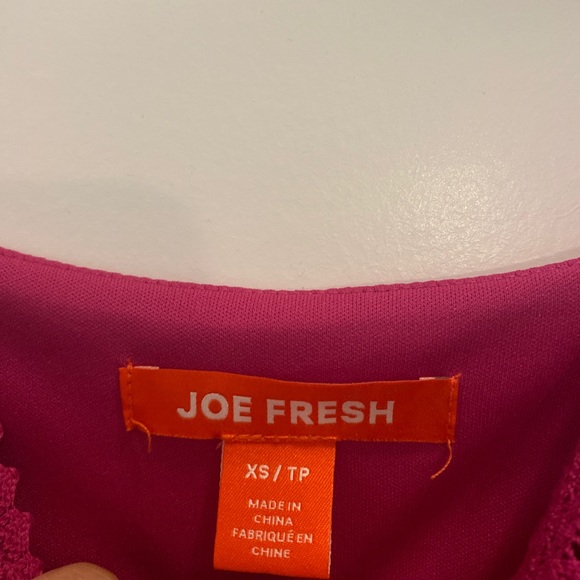 JOE FRESH
XS / TP
MADE IN
CHINA
FABRIQUÉ EN
CHINE